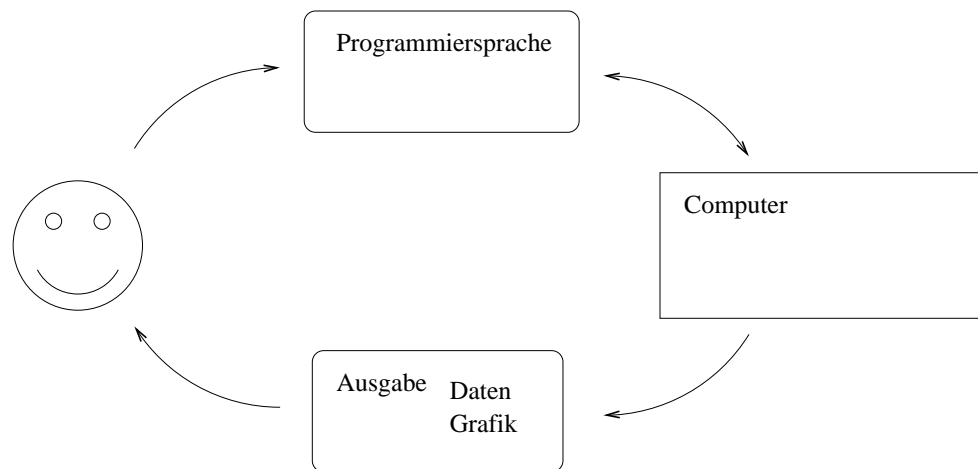 Programmiersprache
Computer
Ausgabe
Daten
Grafik